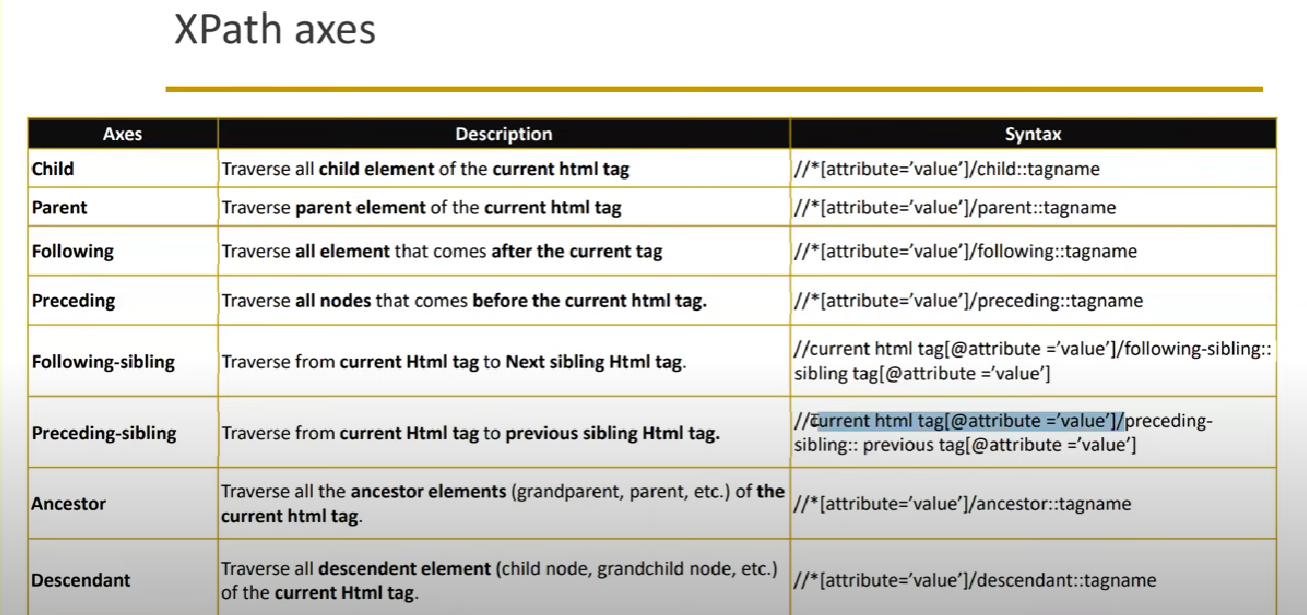 XPath axes
Axes Description Syntax
Child Traverse all child element of the current html tag //*[attribute='value']/child::tagname
Parent Traverse parent element of the current html tag //*[attribute='value']/parent::tagname
Following Traverse all element that comes after the current tag //*[attribute='value']/following::tagname
Preceding Traverse all nodes that comes before the current html tag. //*[attribute='value']/preceding::tagname
Following-sibling Traverse from current Html tag to Next sibling Html tag. //current html tag[@attribute ='value']/following-sibling::
sibling tag[@attribute ='value']
Preceding-sibling Traverse from current Html tag to previous sibling Html tag. //current html tag[@attribute ='value']/preceding-
sibling:: previous tag[@attribute ='value']
Ancestor Traverse all the ancestor elements (grandparent, parent, etc.) of the
current html tag. //*[attribute='value']/ancestor::tagname
Descendant Traverse all descendent element (child node, grandchild node, etc.)
of the current Html tag. //*[attribute='value']/descendant::tagname